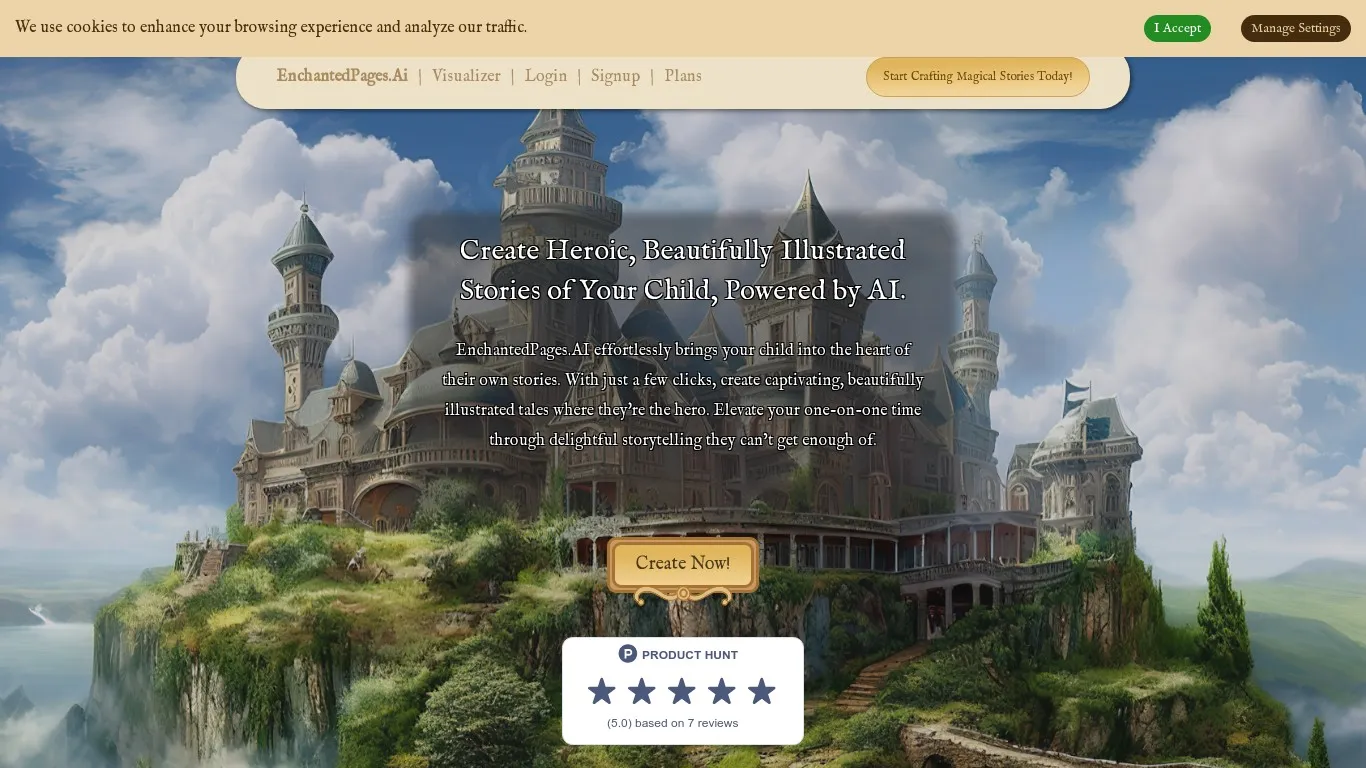 We use cookies to enhance your browsing experience and analyze our traffic.
I Accept
Manage Settings
EnchantedPages.Ai | Visualizer | Login | Signup | Plans
Start Crafting Magical Stories Today!
Create Heroic, Beautifully Illustrated
Stories of Your Child, Powered by AI.
EnchantedPages.AI effortlessly brings your child into the heart of
their own stories. With just a few clicks, create captivating, beautifully
illustrated tales where they're the hero. Elevate your one-on-one time
through delightful storytelling they can't get enough of.
Create Now!
P PRODUCT HUNT
(5.0) based on 7 reviews